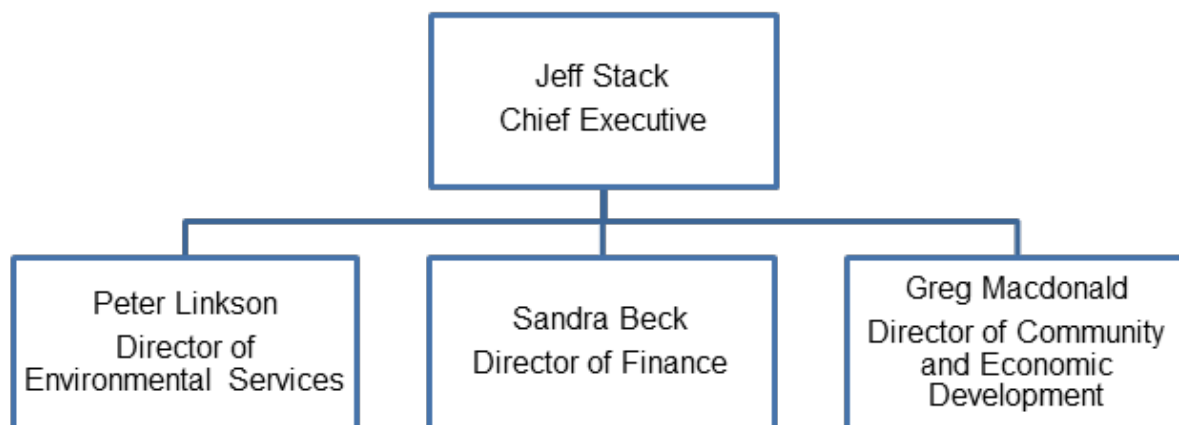 Jeff Stack
Chief Executive
Peter Linkson
Director of
Environmental Services
Sandra Beck
Director of Finance
Greg Macdonald
Director of Community
and Economic
Development